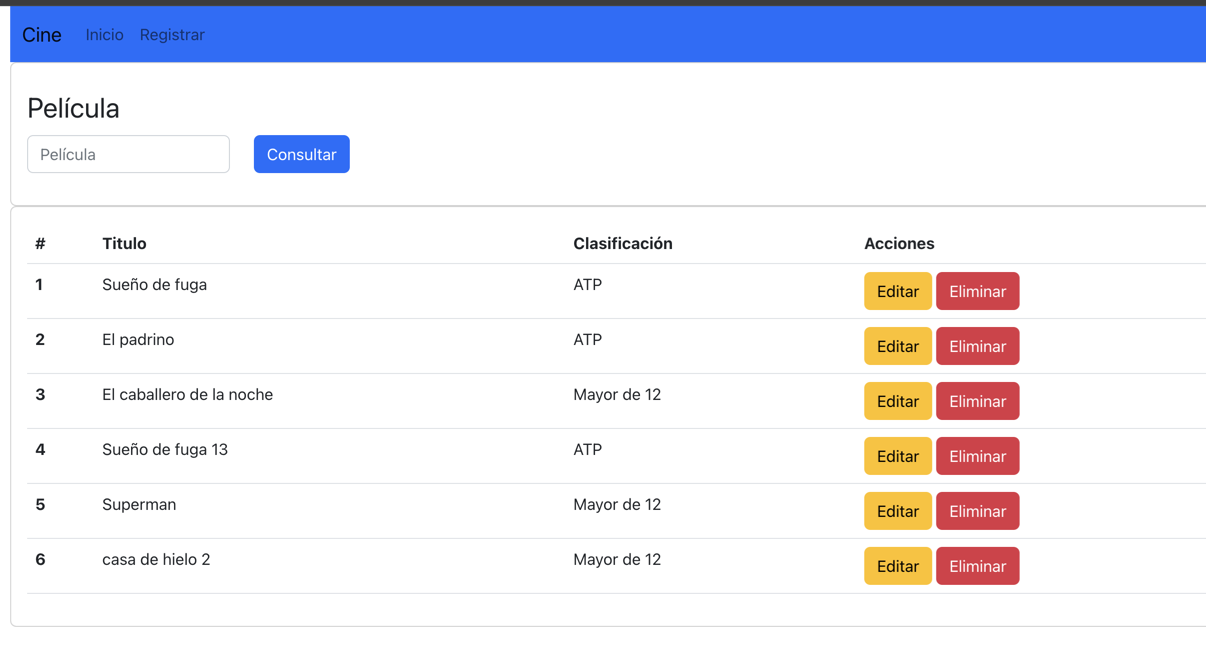 Cine Inicio Registrar
Película
Película Consultar
# Titulo Clasificación Acciones
1 Sueño de fuga ATP Editar Eliminar
2 El padrino ATP Editar Eliminar
3 El caballero de la noche Mayor de 12 Editar Eliminar
4 Sueño de fuga 13 ATP Editar Eliminar
5 Superman Mayor de 12 Editar Eliminar
6 casa de hielo 2 Mayor de 12 Editar Eliminar